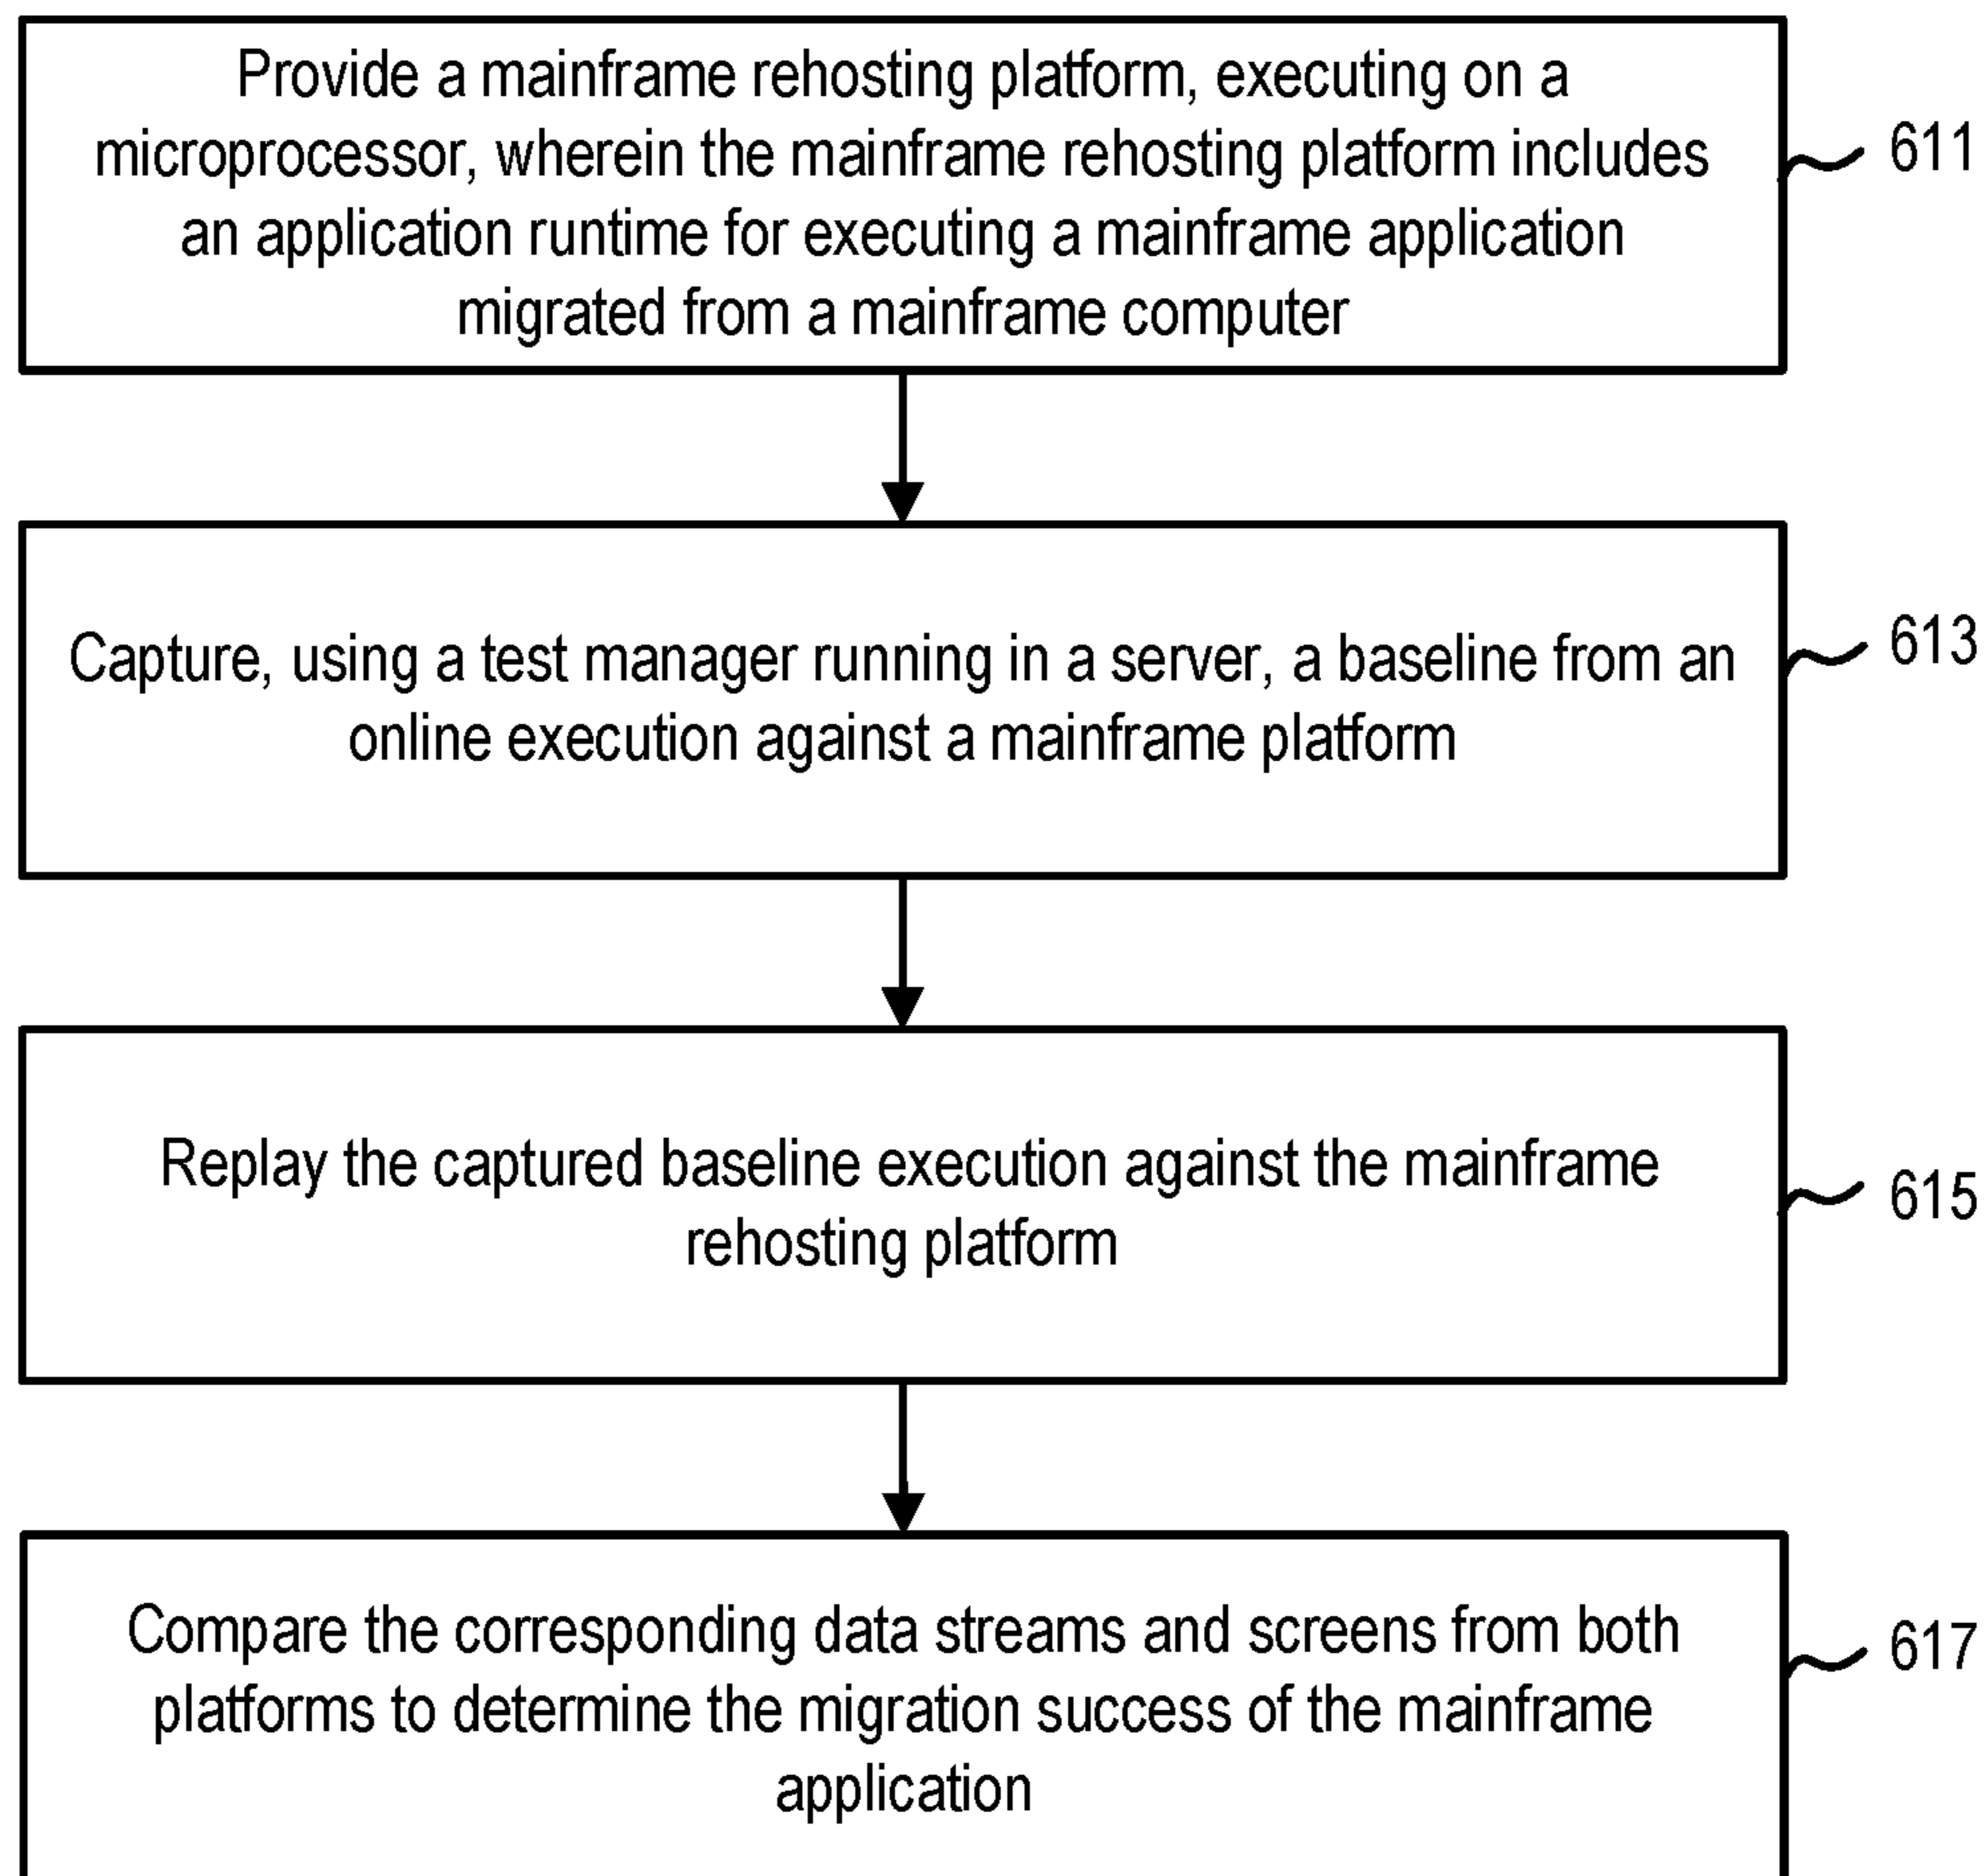 Provide a mainframe rehosting platform, executing on a
microprocessor, wherein the mainframe rehosting platform includes
an application runtime for executing a mainframe application
migrated from a mainframe computer
611
Capture, using a test manager running in a server, a baseline from an
online execution against a mainframe platform
613
Replay the captured baseline execution against the mainframe
rehosting platform
615
Compare the corresponding data streams and screens from both
platforms to determine the migration success of the mainframe
application
617